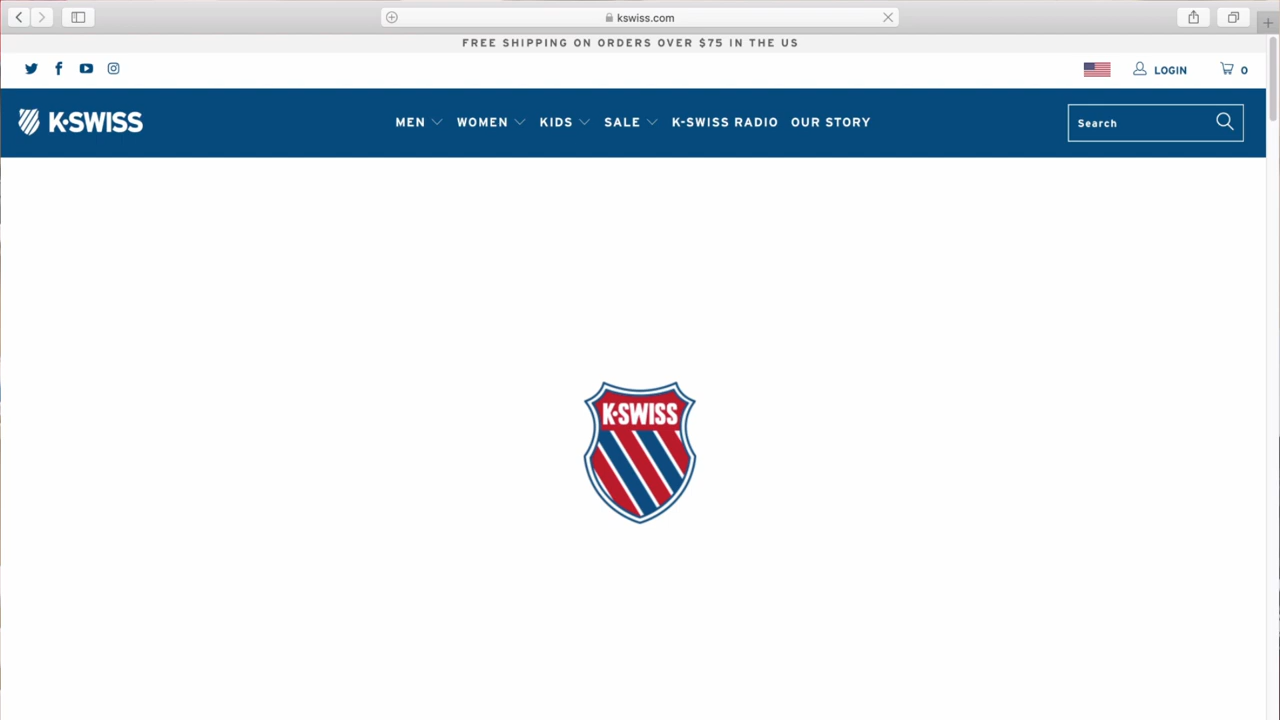 kswiss.com
FREE SHIPPING ON ORDERS OVER $75 IN THE US
LOGIN 0
K·SWISS MEN WOMEN KIDS SALE K-SWISS RADIO OUR STORY Search
K·SWISS